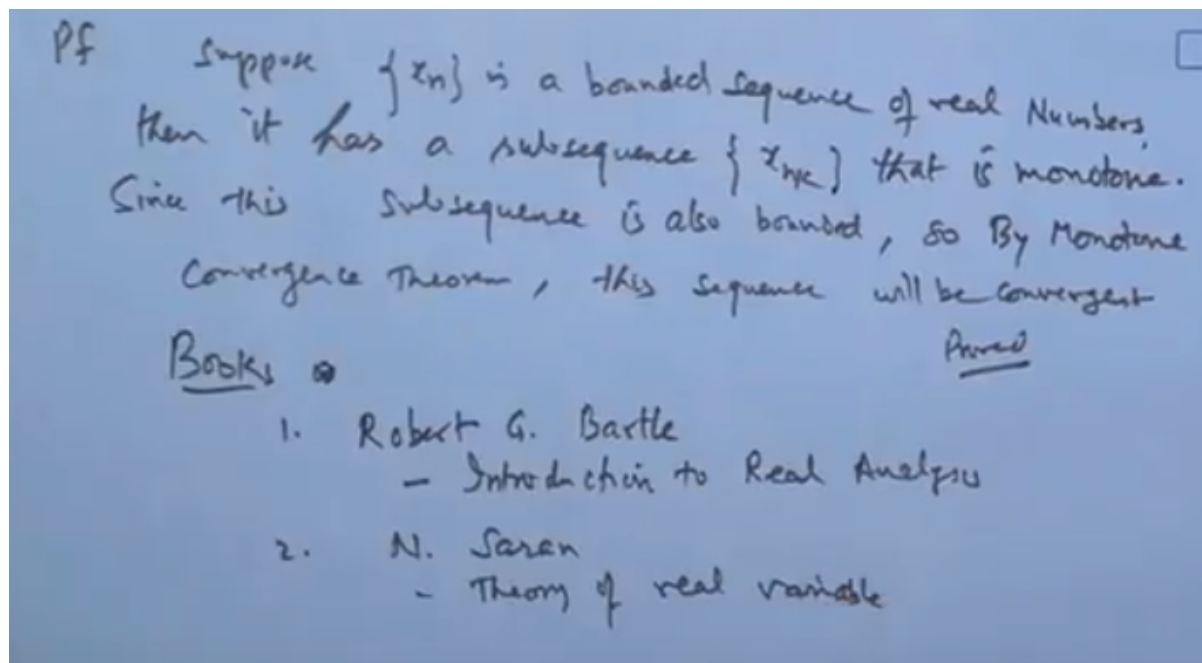 Pf Suppose {xn} is a bounded sequence of real Numbers,
then it has a subsequence {xnk} that is monotone.
Since this subsequence is also bounded, so By Monotone
Convergence Theorem, this sequence will be convergent
Proved
Books
1. Robert G. Bartle
- Introduction to Real Analysis
2. N. Saran
- Theory of real variable